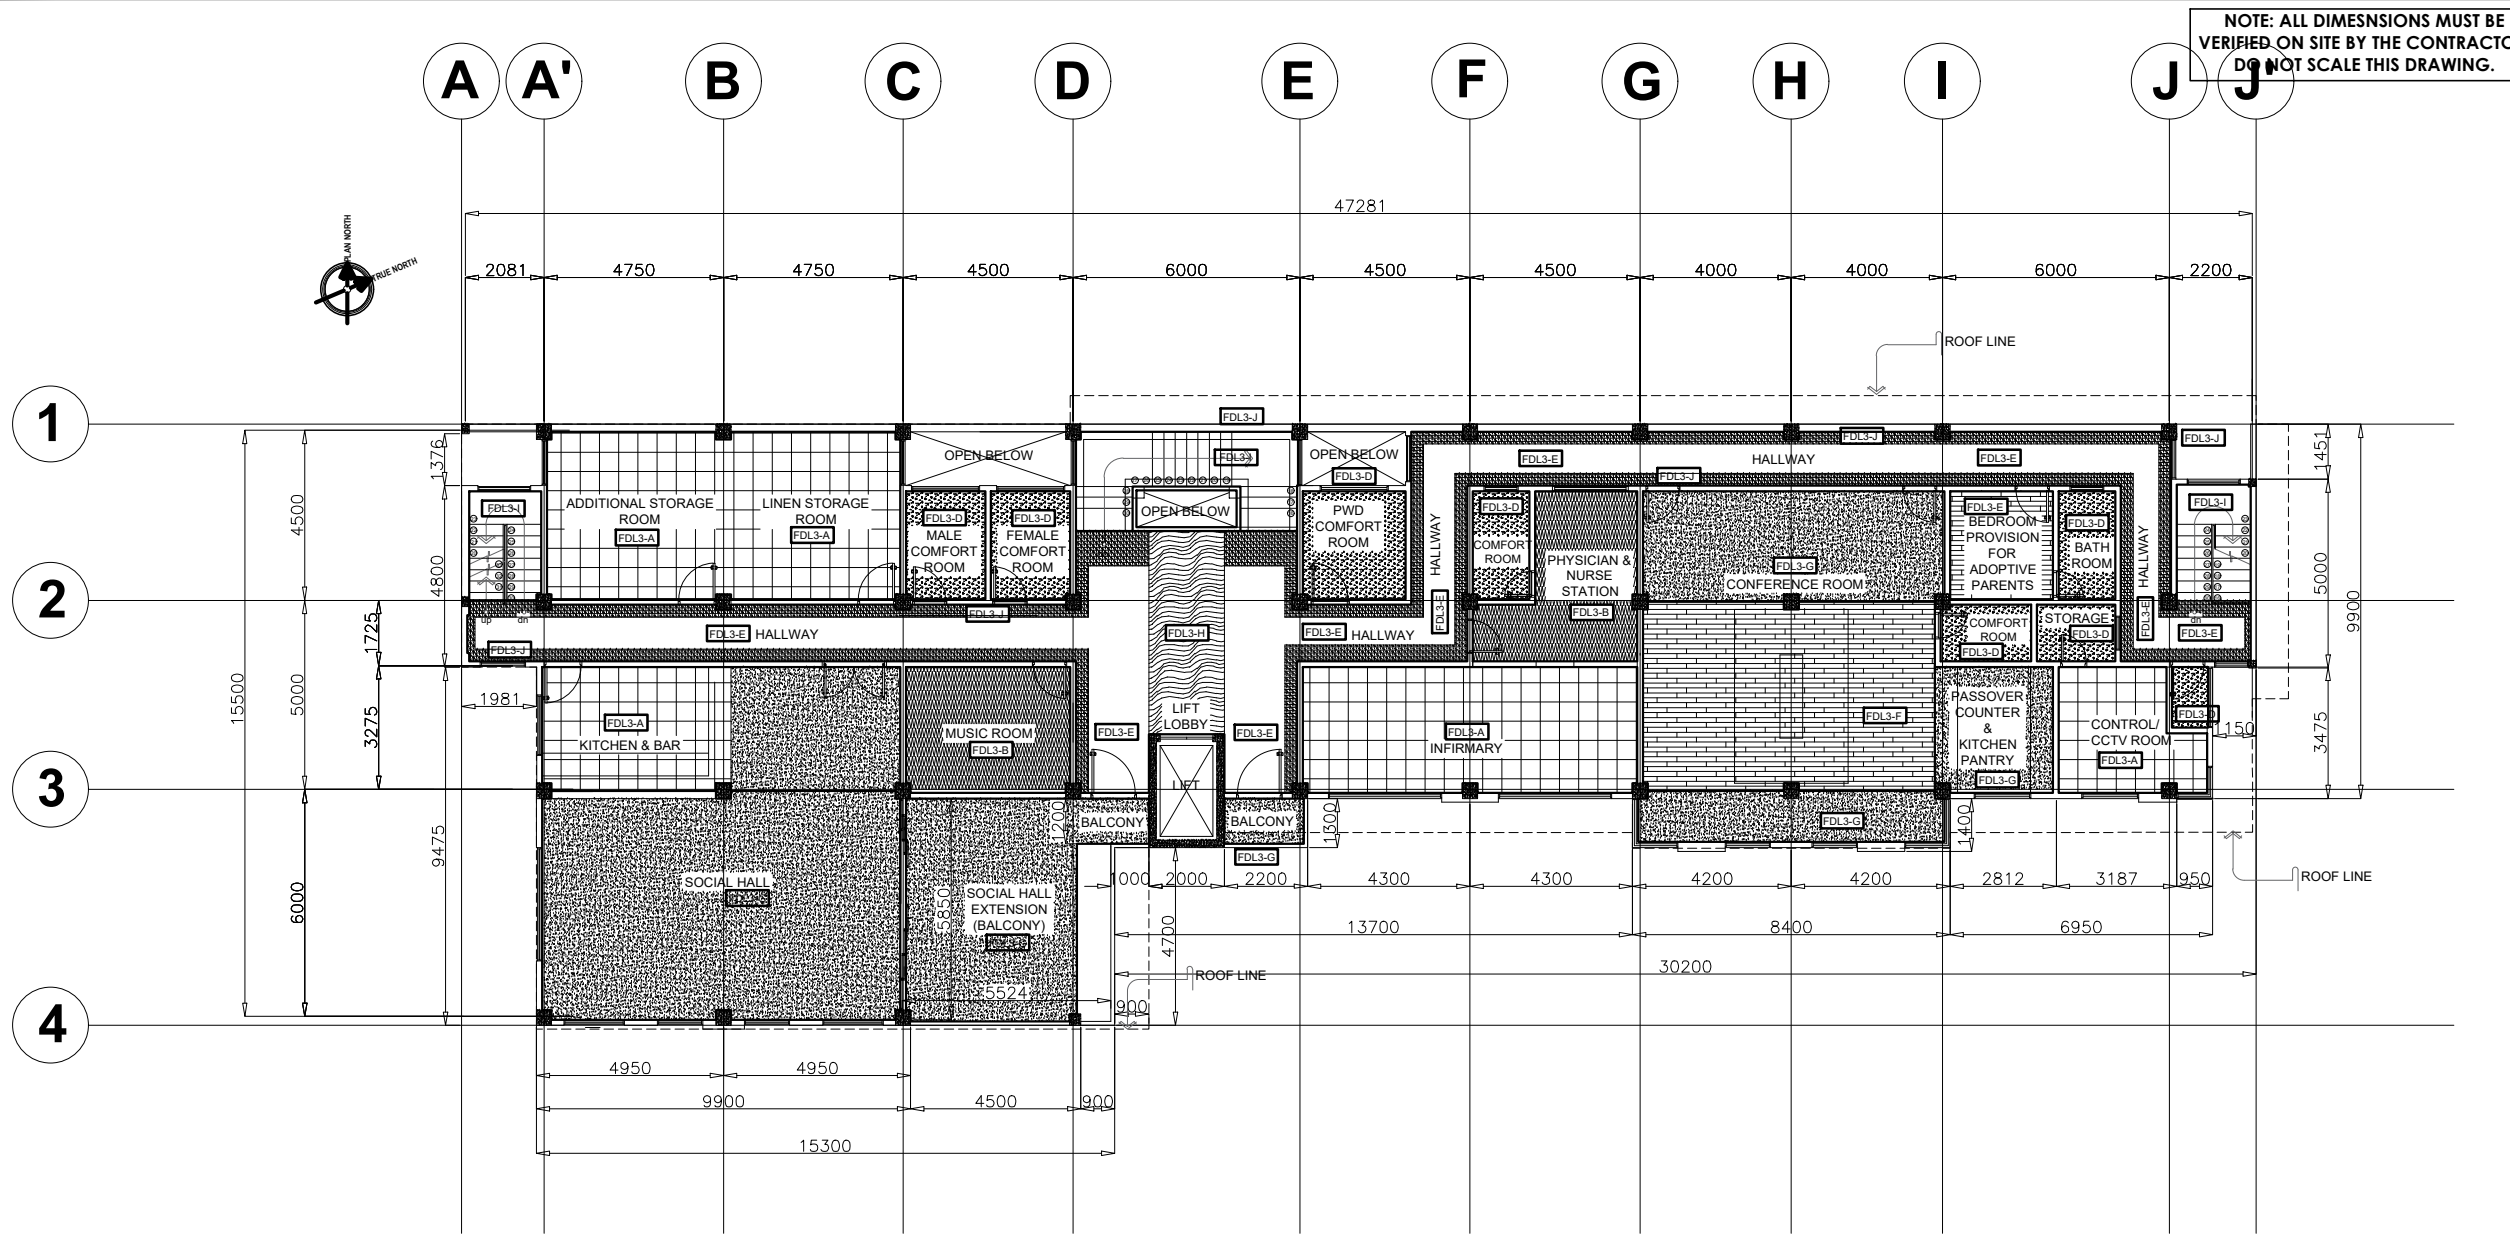 NOTE: ALL DIMESNSIONS MUST BE
VERIFIED ON SITE BY THE
DO NOT SCALE THIS DRAWING.
A
A'
B
C
D
E
F
G
H
I
J
J'
PLAN NORTH
TRUE NORTH
47281
2081
4750
4750
4500
6000
4500
4500
4000
4000
6000
2200
ROOF LINE
1
FDL3-J
FDL3-J
FDL3-J
1376
1451
OPEN BELOW
OPEN BELOW
FDL3-E
HALLWAY
FDL3-E
FDL3-D
FDL3-J
4500
4800
FDL3-I
ADDITIONAL STORAGE
ROOM
FDL3-A
LINEN STORAGE
ROOM
FDL3-A
FDL3-D
MALE
COMFORT
ROOM
FDL3-D
FEMALE
COMFORT
ROOM
OPEN BELOW
PWD
COMFORT
ROOM
HALLWAY
FDL3-E
FDL3-D
COMFORT
ROOM
PHYSICIAN &
NURSE
STATION
FDL3-B
FDL3-G
CONFERENCE ROOM
FDL3-E
BEDROOM
PROVISION
FOR
ADOPTIVE
PARENTS
FDL3-D
BATH
ROOM
HALLWAY
FDL3-E
FDL3-I
5000
9900
2
up
dn
dn
1725
FDL3-J
FDL3-E
HALLWAY
FDL3-J
FDL3-H
FDL3-E
HALLWAY
COMFORT
ROOM
FDL3-D
STORAGE
FDL3-D
FDL3-E
15500
5000
3275
1981
FDL3-A
KITCHEN & BAR
MUSIC ROOM
FDL3-B
FDL3-E
LIFT
LOBBY
FDL3-E
LIFT
FDL3-A
INFIRMARY
FDL3-F
PASSOVER
COUNTER
&
KITCHEN
PANTRY
FDL3-G
CONTROL/
CCTV ROOM
FDL3-A
FDL3-D
1150
3475
3
9475
6000
1200
BALCONY
BALCONY
FDL3-G
1300
FDL3-G
1400
SOCIAL HALL
SOCIAL HALL
EXTENSION
(BALCONY)
5850
1000
2000
2200
4300
4300
4200
4200
2812
3187
950
ROOF LINE
4700
13700
8400
6950
30200
ROOF LINE
5524
900
4
4950
4950
9900
4500
900
15300